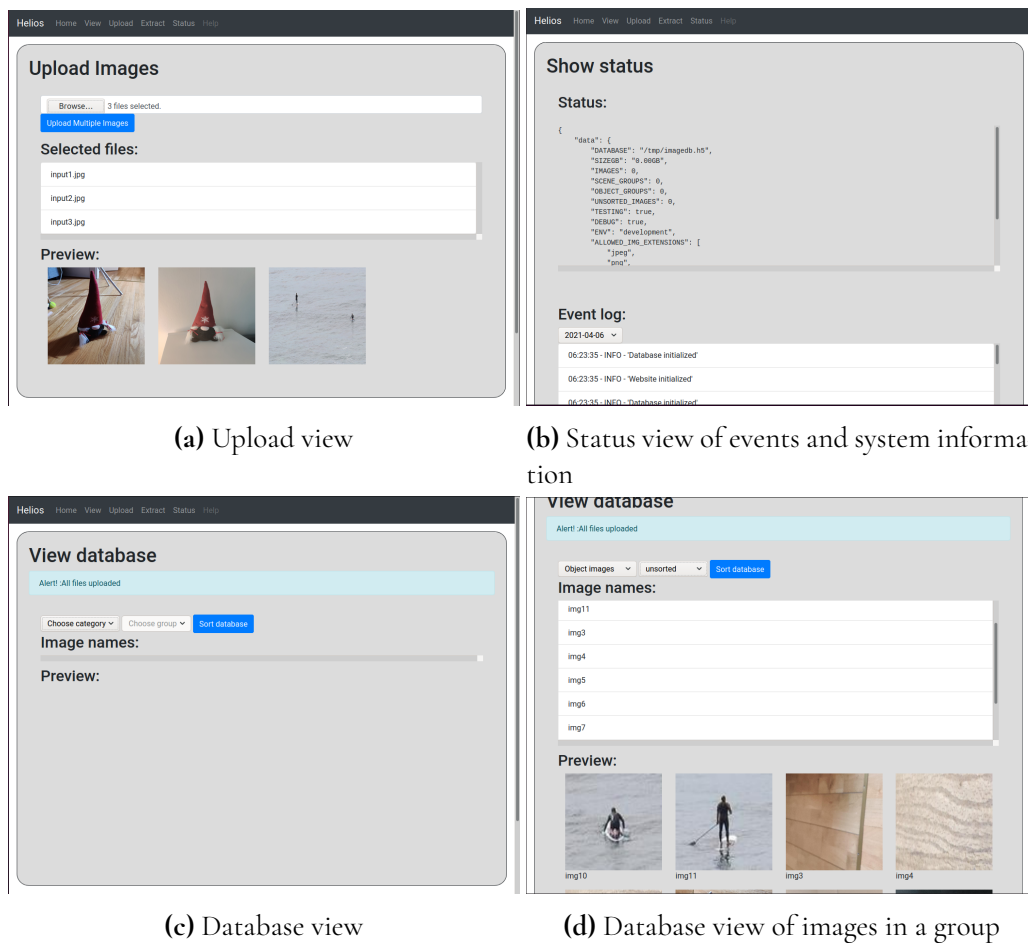 Helios Home View Upload Extract Status Help
Upload Images
Browse... 3 files selected.
Upload Multiple Images
Selected files:
input1.jpg
input2.jpg
input3.jpg
Preview:
(a) Upload view
Helios Home View Upload Extract Status Help
Show status
Status:
{
"data": {
"DATABASE": "/tmp/imagedb.h5",
"SIZEGB": "0.00GB",
"IMAGES": 0,
"SCENE_GROUPS": 0,
"OBJECT_GROUPS": 0,
"UNSORTED_IMAGES": 0,
"TESTING": true,
"DEBUG": true,
"ENV": "development",
"ALLOWED_IMG_EXTENSIONS": [
"jpeg",
"png",
Event log:
2021-04-06
06:23:35 - INFO - 'Database initialized'
06:23:35 - INFO - 'Website initialized'
06:23:35 - INFO - 'Database initialized'
(b) Status view of events and system informa
tion
Helios Home View Upload Extract Status Help
View database
Alert! :All files uploaded
Choose category Choose group Sort database
Image names:
Preview:
(c) Database view
View database
Alert! :All files uploaded
Object images unsorted Sort database
Image names:
img11
img3
img4
img5
img6
img7
Preview:
img10 img11 img3 img4
(d) Database view of images in a group